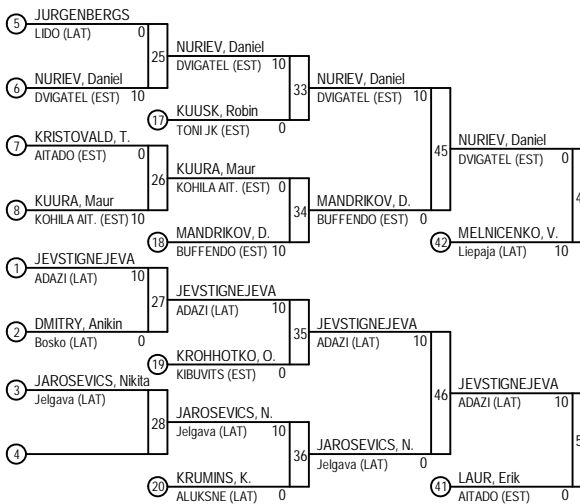 5 JURGENBERGS
LIDO (LAT) 0
25
6 NURIEV, Daniel
DVIGATEL (EST) 10
NURIEV, Daniel
DVIGATEL (EST) 10
33
17 KUUSK, Robin
TONI JK (EST) 0
7 KRISTOVALD, T.
AITADO (EST) 0
26
8 KUURA, Maur
KOHILA AIT. (EST) 10
KUURA, Maur
KOHILA AIT. (EST) 0
34
18 MANDRIKOV, D.
BUFFENDO (EST) 10
NURIEV, Daniel
DVIGATEL (EST) 10
45
MANDRIKOV, D.
BUFFENDO (EST) 0
NURIEV, Daniel
DVIGATEL (EST) 0
42 MELNICENKO, V.
Liepaja (LAT) 10
1 JEVSTIGNEJEVA
ADAZI (LAT) 10
27
2 DMITRY, Anikin
Bosko (LAT) 0
JEVSTIGNEJEVA
ADAZI (LAT) 10
35
19 KROHHOTKO, O.
KIBUVITS (EST) 0
3 JAROSEVICS, Nikita
Jelgava (LAT)
28
4
JAROSEVICS, N.
Jelgava (LAT) 10
36
20 KRUMINS, K.
ALUKSNE (LAT) 0
JEVSTIGNEJEVA
ADAZI (LAT) 10
46
JAROSEVICS, N.
Jelgava (LAT) 0
JEVSTIGNEJEVA
ADAZI (LAT) 10
41 LAUR, Erik
AITADO (EST) 0